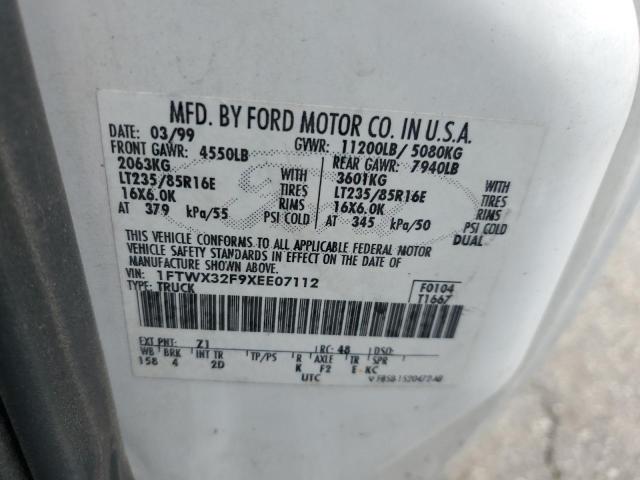 MFD. BY FORD MOTOR CO. IN U.S.A.
DATE: 03/99 GVWR: 11200LB/ 5080KG
FRONT GAWR: 4550LB REAR GAWR: 7940LB
2063KG WITH 3601KG WITH
LT235/85R16E TIRES LT235/85R16E TIRES
16X6.0K RIMS 16X6.0K RIMS
AT 379 kPa/55 PSI COLD AT 345 kPa/50 PSI COLD
DUAL
THIS VEHICLE CONFORMS TO ALL APPLICABLE FEDERAL MOTOR
VEHICLE SAFETY STANDARDS IN EFFECT ON THE DATE OF
MANUFACTURE SHOWN ABOVE.
VIN: 1FTWX32F9XEE07112 F0104
TYPE: TRUCK T1667
EXT PNT: Z1 RC: 48 DSO:
WB BRK INT TR TP/PS R AXLE TR SPR
158 4 2D K F2 E KC
UTC